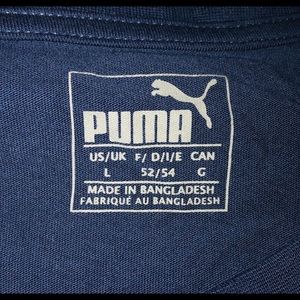 PUMA
US/UK F/ D/I/E CAN
L 52/54 G
MADE IN BANGLADESH
FABRIQUÉ AU BANGLADESH